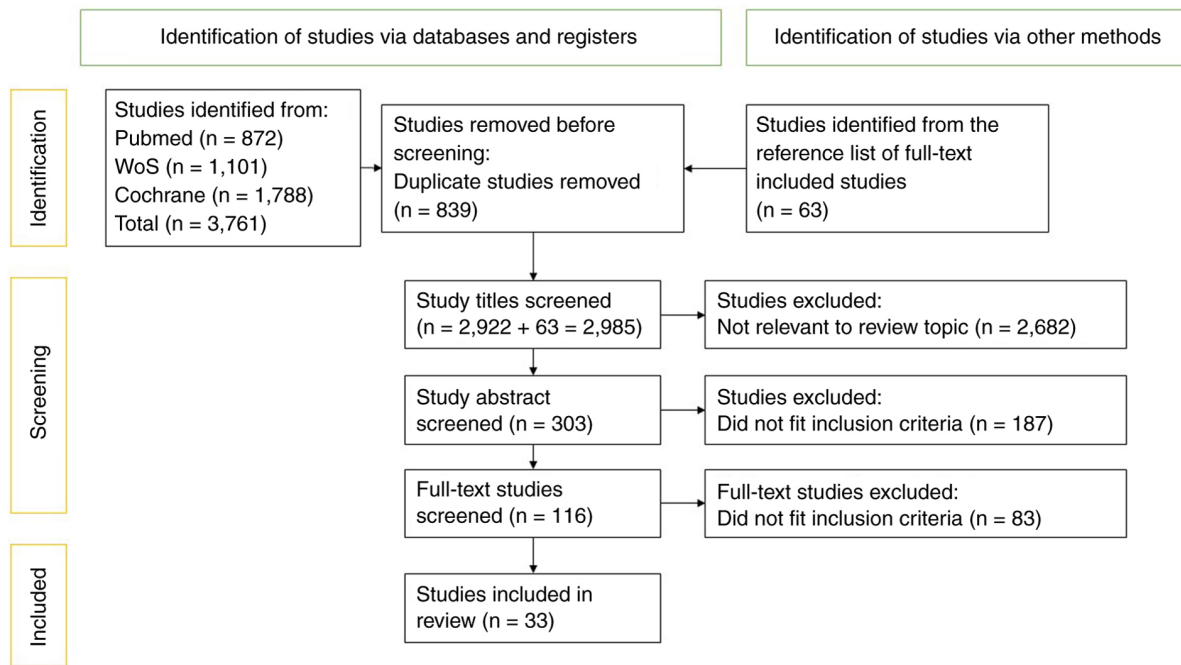 Identification of studies via databases and registers
Identification of studies via other methods
Identification
Studies identified from:
Pubmed (n = 872)
WoS (n = 1,101)
Cochrane (n = 1,788)
Total (n = 3,761)
Studies removed before
screening:
Duplicate studies removed
(n = 839)
Studies identified from the
reference list of full-text
included studies
(n = 63)
Screening
Study titles screened
(n = 2,922 + 63 = 2,985)
Studies excluded:
Not relevant to review topic (n = 2,682)
Study abstract
screened (n = 303)
Studies excluded:
Did not fit inclusion criteria (n = 187)
Full-text studies
screened (n = 116)
Full-text studies excluded:
Did not fit inclusion criteria (n = 83)
Included
Studies included in
review (n = 33)